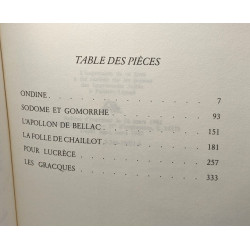 TABLE DES PIÈCES
ONDINE 7
SODOME ET GOMORRHE 93
L'APOLLON DE BELLAC 151
LA FOLLE DE CHAILLOT 181
POUR LUCRÈCE 257
LES GRACQUES 333